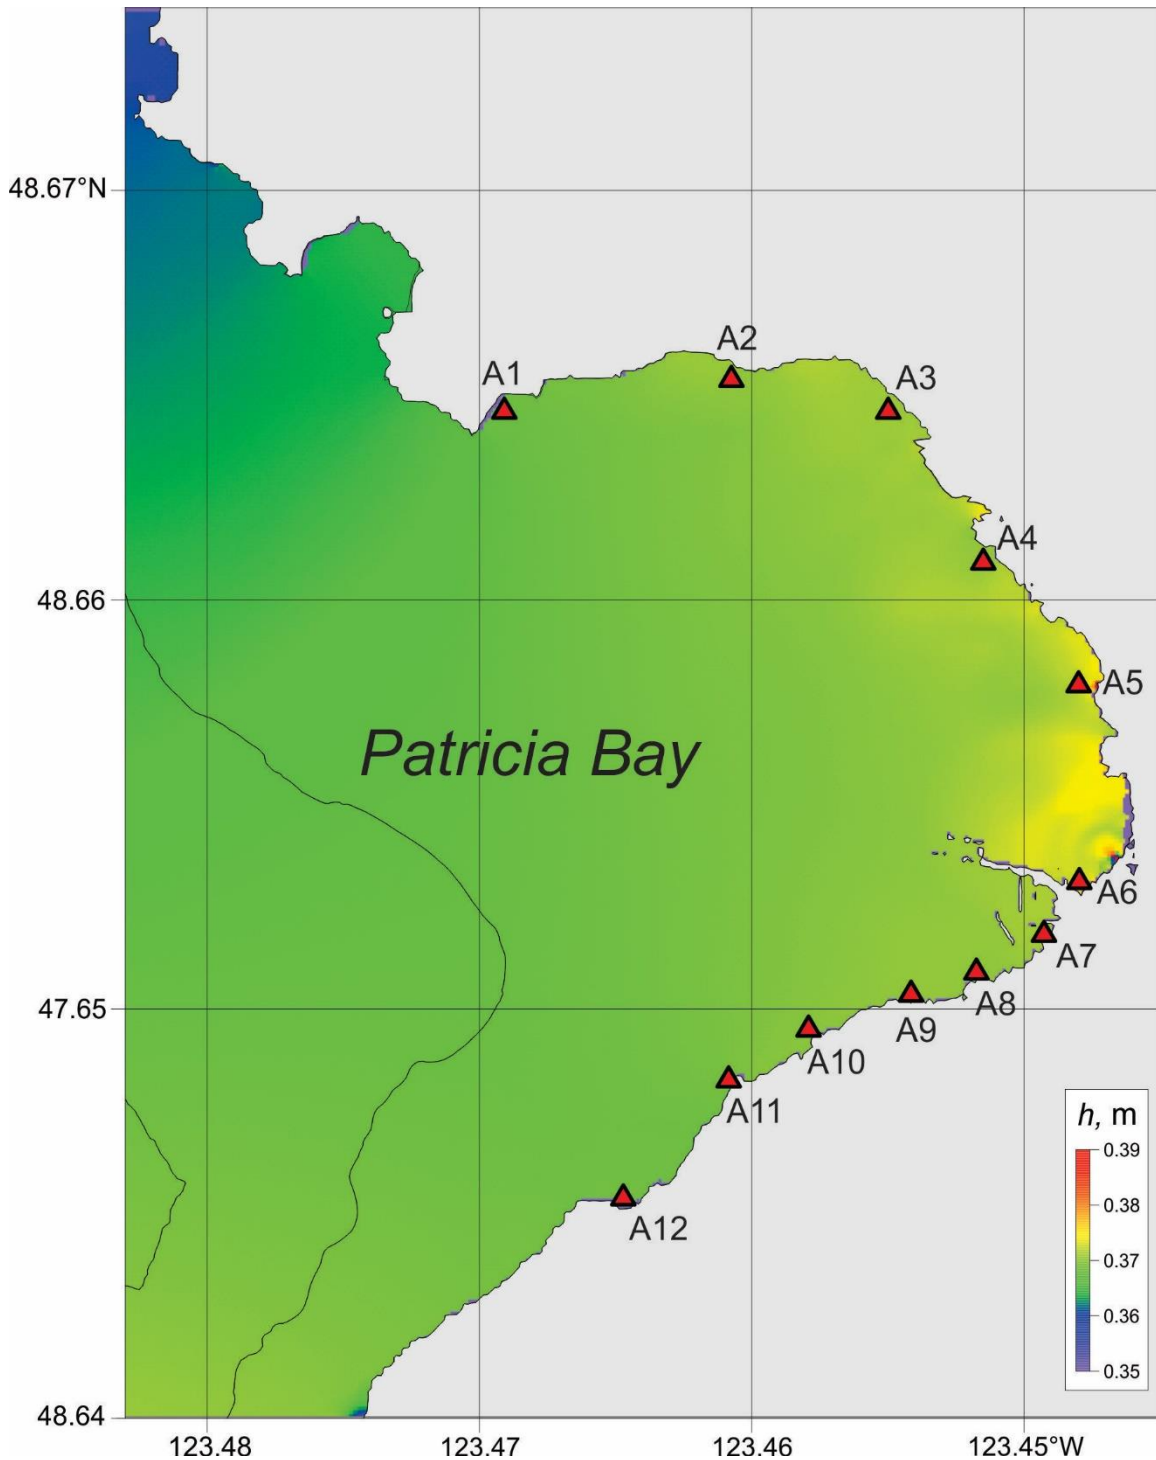 48.67°N
A2
A1
A3
A4
48.66
A5
Patricia Bay
A6
A7
A8
47.65
A9
A10
A11
h, m
0.39
0.38
0.37
0.36
0.35
A12
48.64
123.48
123.47
123.46
123.45°W